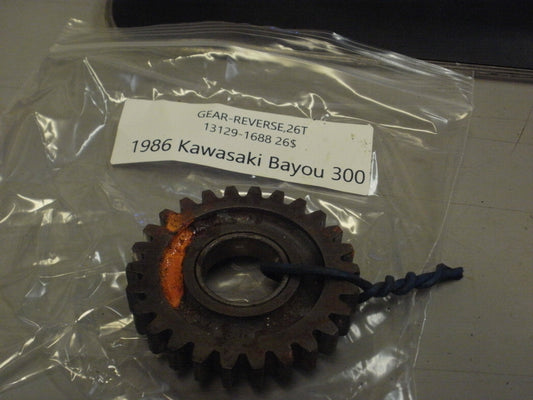 GEAR-REVERSE,26T
13129-1688 26$
1986 Kawasaki Bayou 300